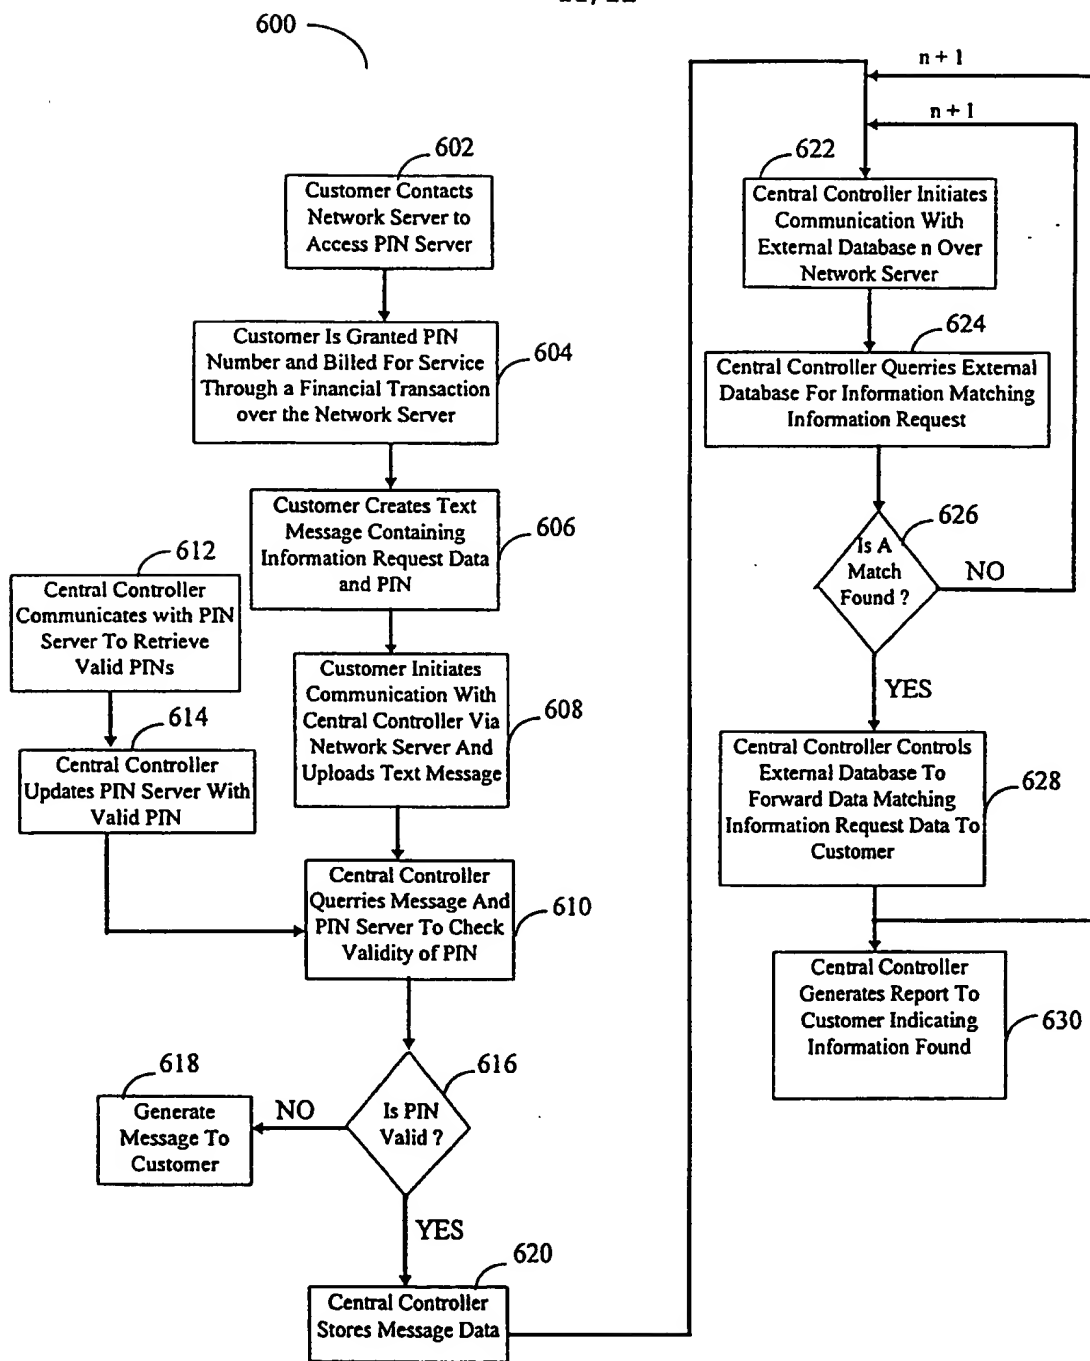 600
602
Customer Contacts
Network Server to
Access PIN Server
Customer Is Granted PIN
Number and Billed For Service
Through a Financial Transaction
over the Network Server
604
Customer Creates Text
Message Containing
Information Request Data
and PIN
606
612
Central Controller
Communicates with PIN
Server To Retrieve
Valid PINs
614
Central Controller
Updates PIN Server With
Valid PIN
Customer Initiates
Communication With
Central Controller Via
Network Server And
Uploads Text Message
608
Central Controller
Querries Message And
PIN Server To Check
Validity of PIN
610
616
Is PIN
Valid ?
NO
618
Generate
Message To
Customer
YES
620
Central Controller
Stores Message Data
n + 1
n + 1
622
Central Controller Initiates
Communication With
External Database n Over
Network Server
624
Central Controller Querries External
Database For Information Matching
Information Request
626
Is A
Match
Found ?
NO
YES
Central Controller Controls
External Database To
Forward Data Matching
Information Request Data To
Customer
628
Central Controller
Generates Report To
Customer Indicating
Information Found
630